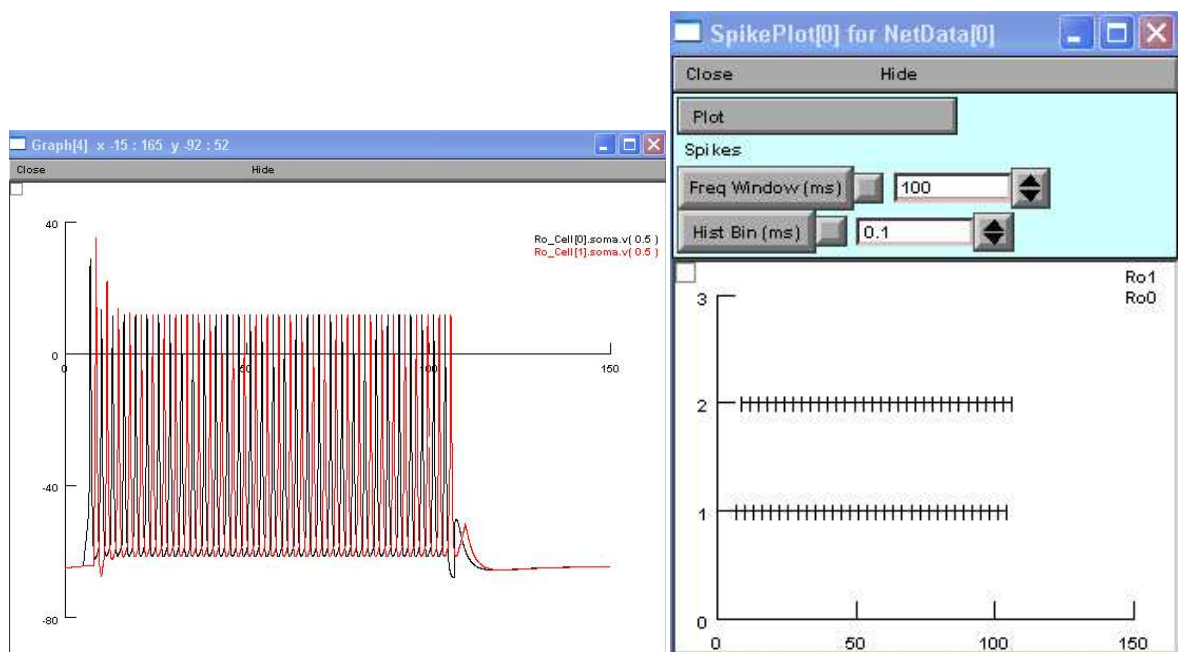 Graph[4] x -15 : 165 y -92 : 52
Close Hide
40
Ro_Cell[0].soma.v( 0.5 )
Ro_Cell[1].soma.v( 0.5 )
0
0 50 100 150
-40
-80
SpikePlot[0] for NetData[0]
Close Hide
Plot
Spikes
Freq Window (ms) 100
Hist Bin (ms) 0.1
Ro1
3 Ro0
2
1
0
0 50 100 150